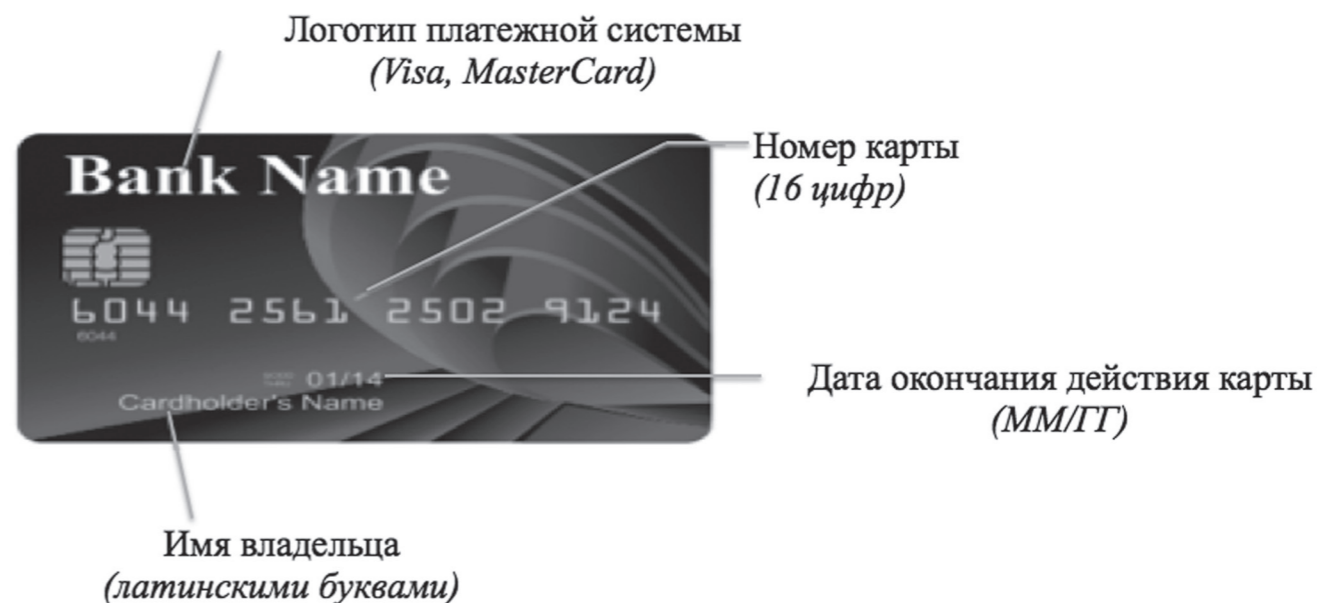 Логотип платежной системы
(Visa, MasterCard)
Bank Name
Номер карты
(16 цифр)
6044 2561 2502 9124
6044
01/14
Cardholder's Name
Дата окончания действия карты
(ММ/ГГ)
Имя владельца
(латинскими буквами)